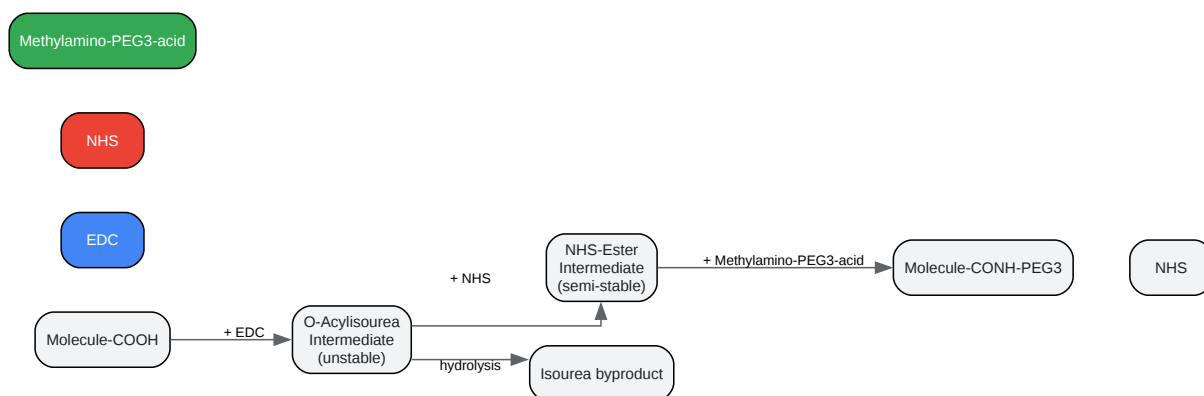 Methylamino-PEG3-acid
NHS
EDC
Molecule-COOH
+ EDC
O-Acylisourea
Intermediate
(unstable)
+ NHS
hydrolysis
NHS-Ester
Intermediate
(semi-stable)
Isourea byproduct
+ Methylamino-PEG3-acid
Molecule-CONH-PEG3
NHS